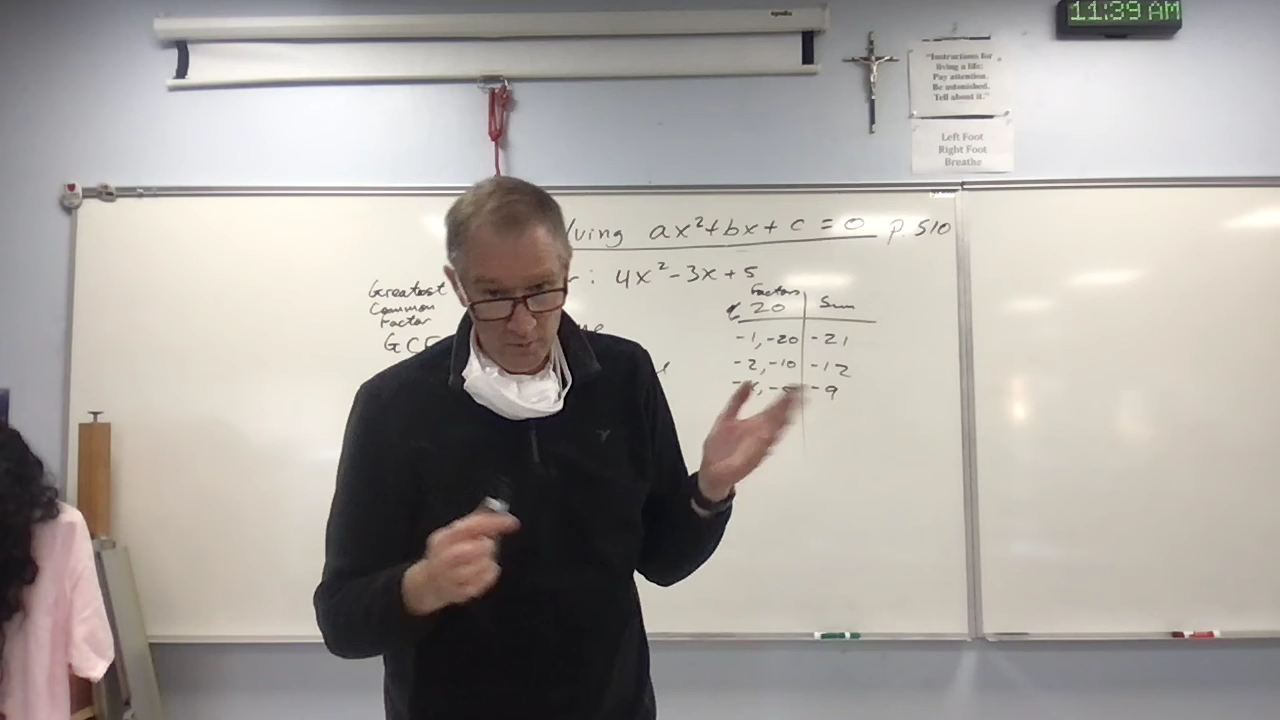 11:39 AM
"Instructions for
living a life:
Pay attention.
Be astonished.
Tell about it."
Left Foot
Right Foot
Breathe
ving ax²+bx+c = 0 p. 510
r: 4x²-3x+5
Greatest
Common
Factor
GCF
Factors
20 Sum
-1, -20 -21
-2, -10 -12
-9